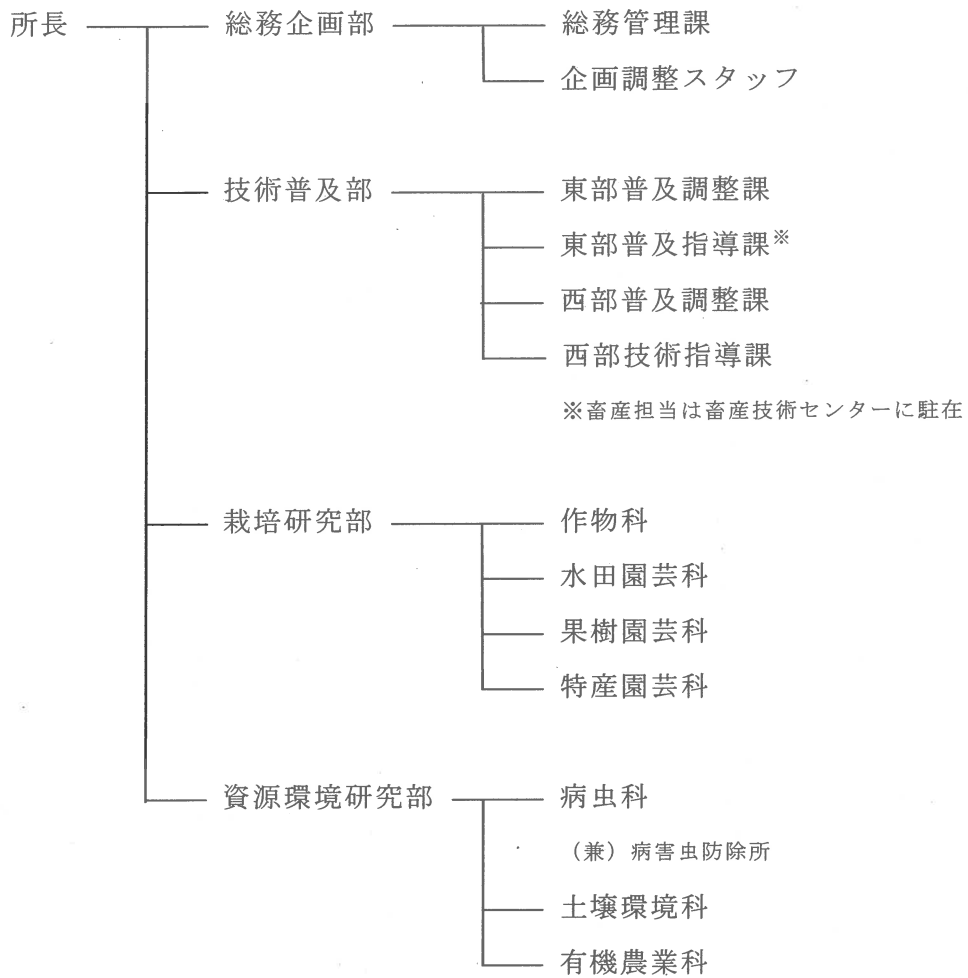 所長 総務企画部 総務管理課
企画調整スタッフ
技術普及部 東部普及調整課
東部普及指導課※
西部普及調整課
西部技術指導課
※畜産担当は畜産技術センターに駐在
栽培研究部 作物科
水田園芸科
果樹園芸科
特産園芸科
資源環境研究部 病虫科
（兼）病害虫防除所
土壌環境科
有機農業科